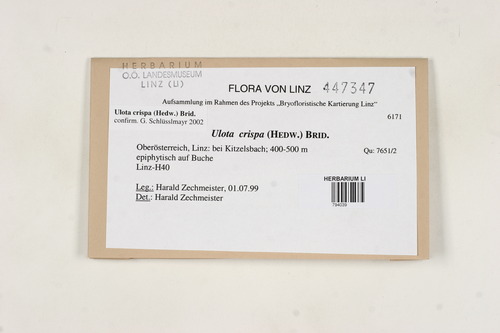 HERBARIUM
O.Ö. LANDESMUSEUM
LINZ (LI)
FLORA VON LINZ 447347
Aufsammlung im Rahmen des Projekts „Bryofloristische Kartierung Linz“
Ulota crispa (Hedw.) Brid.
confirm. G. Schlüsslmayr 2002
6171
Ulota crispa (HEDW.) BRID.
Oberösterreich, Linz: bei Kitzelsbach; 400-500 m
epiphytisch auf Buche
Linz-H40
Qu: 7651/2
Leg.: Harald Zechmeister, 01.07.99
Det.: Harald Zechmeister
HERBARIUM LI
794039